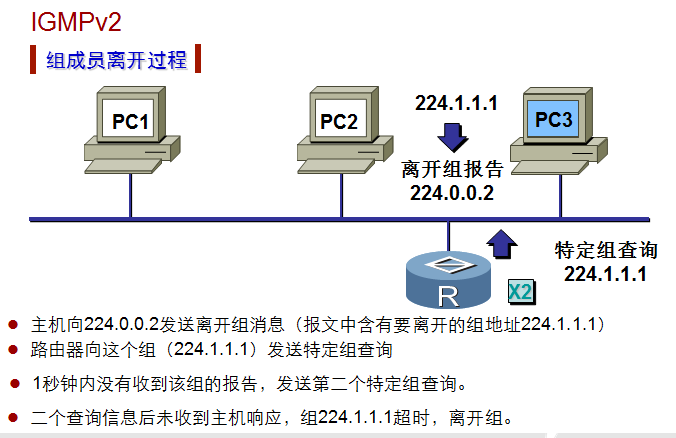 IGMPv2
组成员离开过程
224.1.1.1
PC1
PC2
PC3
离开组报告
224.0.0.2
特定组查询
224.1.1.1
R
X2
主机向224.0.0.2发送离开组消息（报文中含有要离开的组地址224.1.1.1）
路由器向这个组（224.1.1.1）发送特定组查询
1秒钟内没有收到该组的报告，发送第二个特定组查询。
二个查询信息后未收到主机响应，组224.1.1.1超时，离开组。